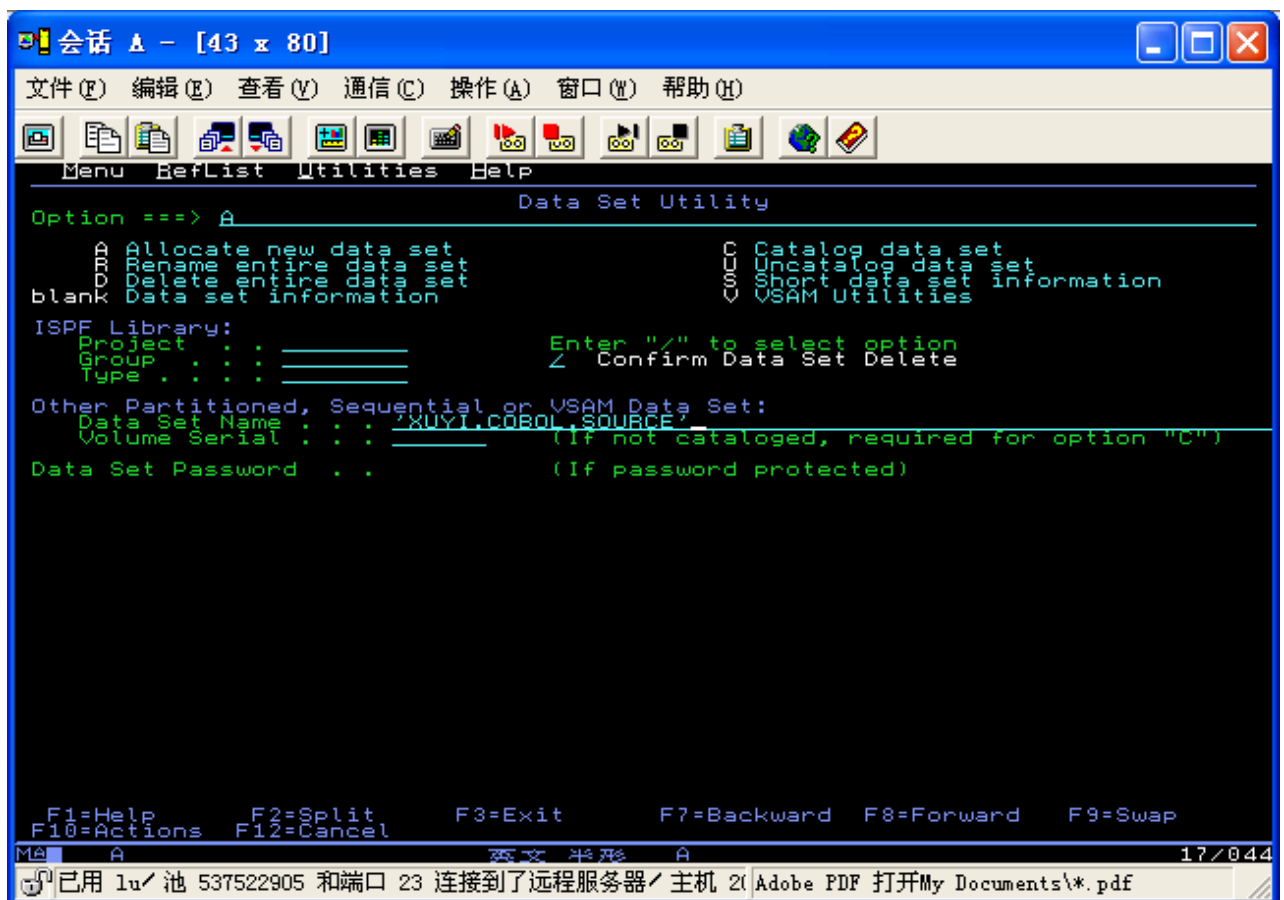 会话 A - [43 x 80]
文件(F) 编辑(E) 查看(V) 通信(C) 操作(A) 窗口(W) 帮助(H)
Menu RefList Utilities Help
Data Set Utility
Option ===> A
A Allocate new data set C Catalog data set
R Rename entire data set U Uncatalog data set
D Delete entire data set S Short data set information
blank Data set information V VSAM Utilities
ISPF Library:
Project . . Enter "/" to select option
Group . . . / Confirm Data Set Delete
Type . . . .
Other Partitioned, Sequential or VSAM Data Set:
Data Set Name . . . 'XUYI.COBOL.SOURCE'
Volume Serial . . . (If not cataloged, required for option "C")
Data Set Password . . (If password protected)
F1=Help F2=Split F3=Exit F7=Backward F8=Forward F9=Swap
F10=Actions F12=Cancel
MA A 英文 半形 A 17/044
已用 lu/ 池 537522905 和端口 23 连接到了远程服务器/ 主机 2( Adobe PDF 打开My Documents\*.pdf